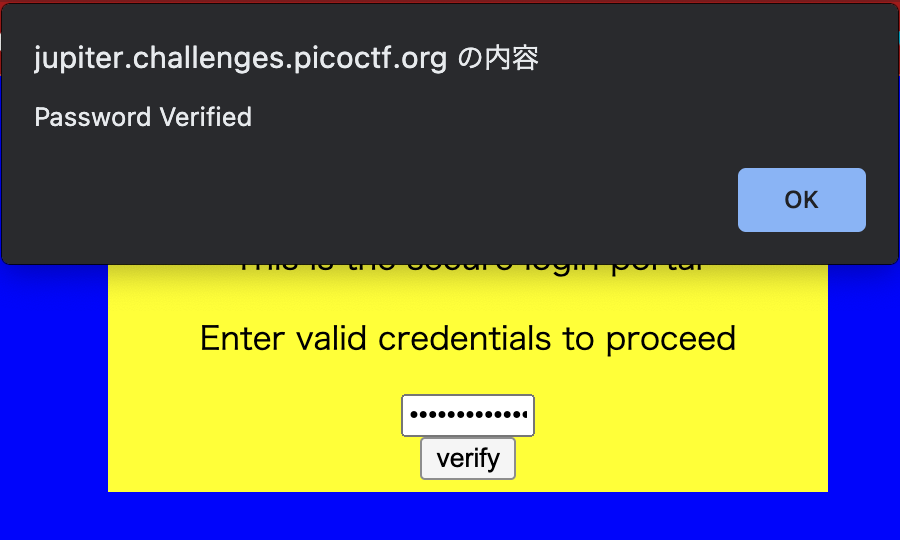 jupiter.challenges.picoctf.org の内容
Password Verified
OK
This is the secure login portal
Enter valid credentials to proceed
verify